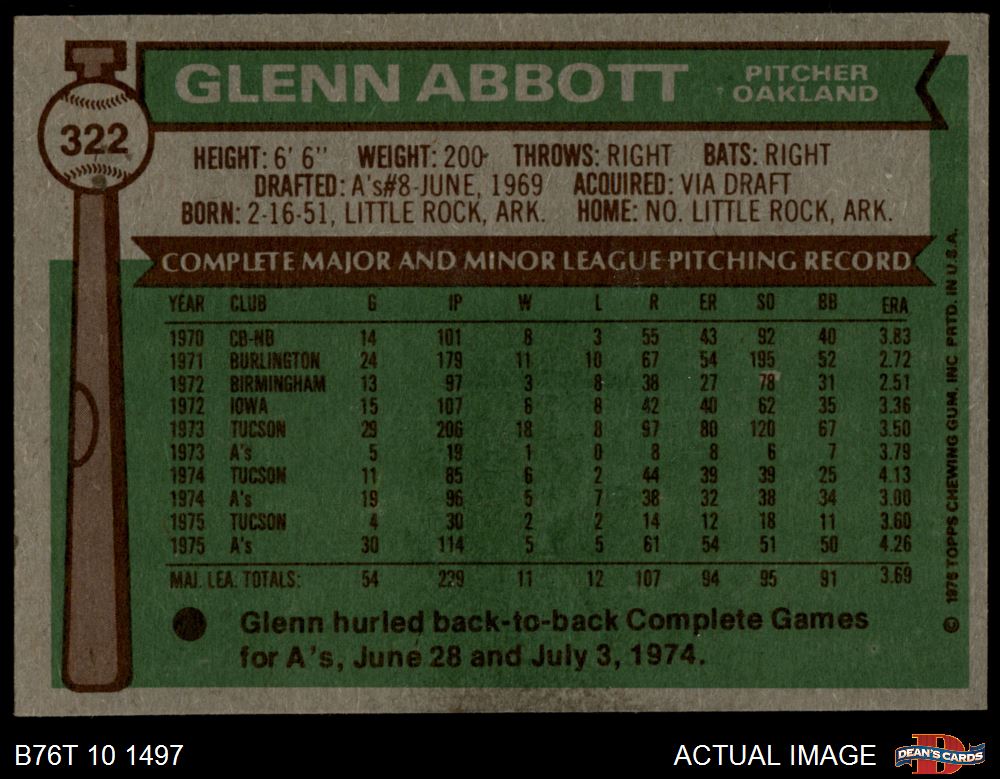 GLENN ABBOTT
PITCHER
OAKLAND
322
HEIGHT: 6' 6" WEIGHT: 200 THROWS: RIGHT BATS: RIGHT
DRAFTED: A's#8-JUNE, 1969 ACQUIRED: VIA DRAFT
BORN: 2-16-51, LITTLE ROCK, ARK. HOME: NO. LITTLE ROCK, ARK.
COMPLETE MAJOR AND MINOR LEAGUE PITCHING RECORD
YEAR CLUB G IP W L R ER SO BB ERA
1970 CB-NB 14 101 8 3 55 43 92 40 3.83
1971 BURLINGTON 24 179 11 10 67 54 195 52 2.72
1972 BIRMINGHAM 13 97 3 8 38 27 78 31 2.51
1972 IOWA 15 107 6 8 42 40 62 35 3.36
1973 TUCSON 29 206 18 8 97 80 120 67 3.50
1973 A's 5 19 1 0 8 8 6 7 3.79
1974 TUCSON 11 85 6 2 44 39 39 25 4.13
1974 A's 19 96 5 7 38 32 38 34 3.00
1975 TUCSON 4 30 2 2 14 12 18 11 3.60
1975 A's 30 114 5 5 61 54 51 50 4.26
MAJ. LEA. TOTALS: 54 229 11 12 107 94 95 91 3.69
Glenn hurled back-to-back Complete Games
for A's, June 28 and July 3, 1974.
© 1976 TOPPS CHEWING GUM, INC PRTD. IN U.S.A.
B76T 10 1497
ACTUAL IMAGE
DEAN'S CARDS